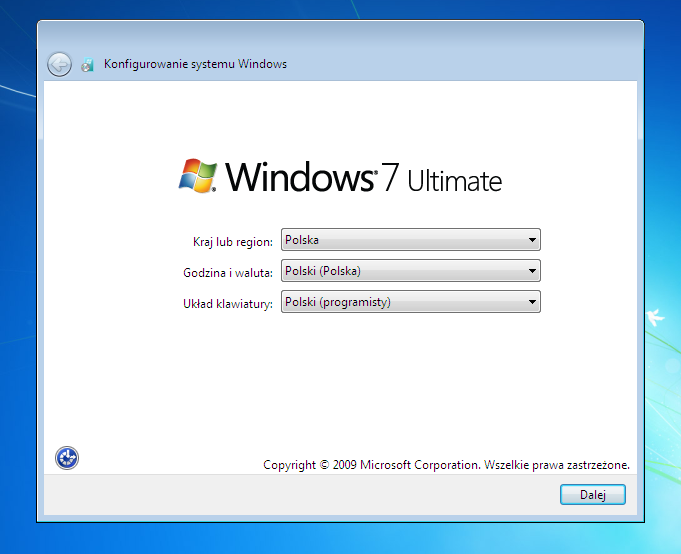 Konfigurowanie systemu Windows
Windows® 7 Ultimate
Kraj lub region: Polska
Godzina i waluta: Polski (Polska)
Układ klawiatury: Polski (programisty)
Copyright © 2009 Microsoft Corporation. Wszelkie prawa zastrzeżone.
Dalej